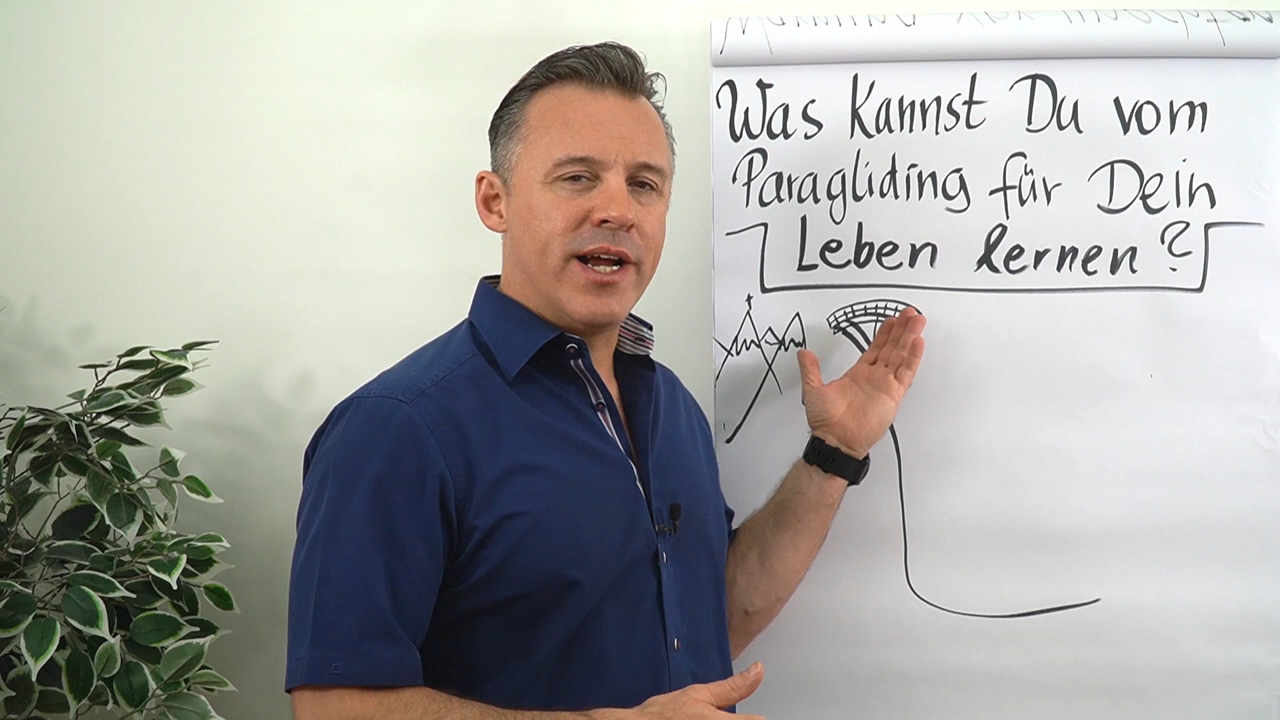 Was Kannst Du vom
Paragliding für Dein
Leben lernen?